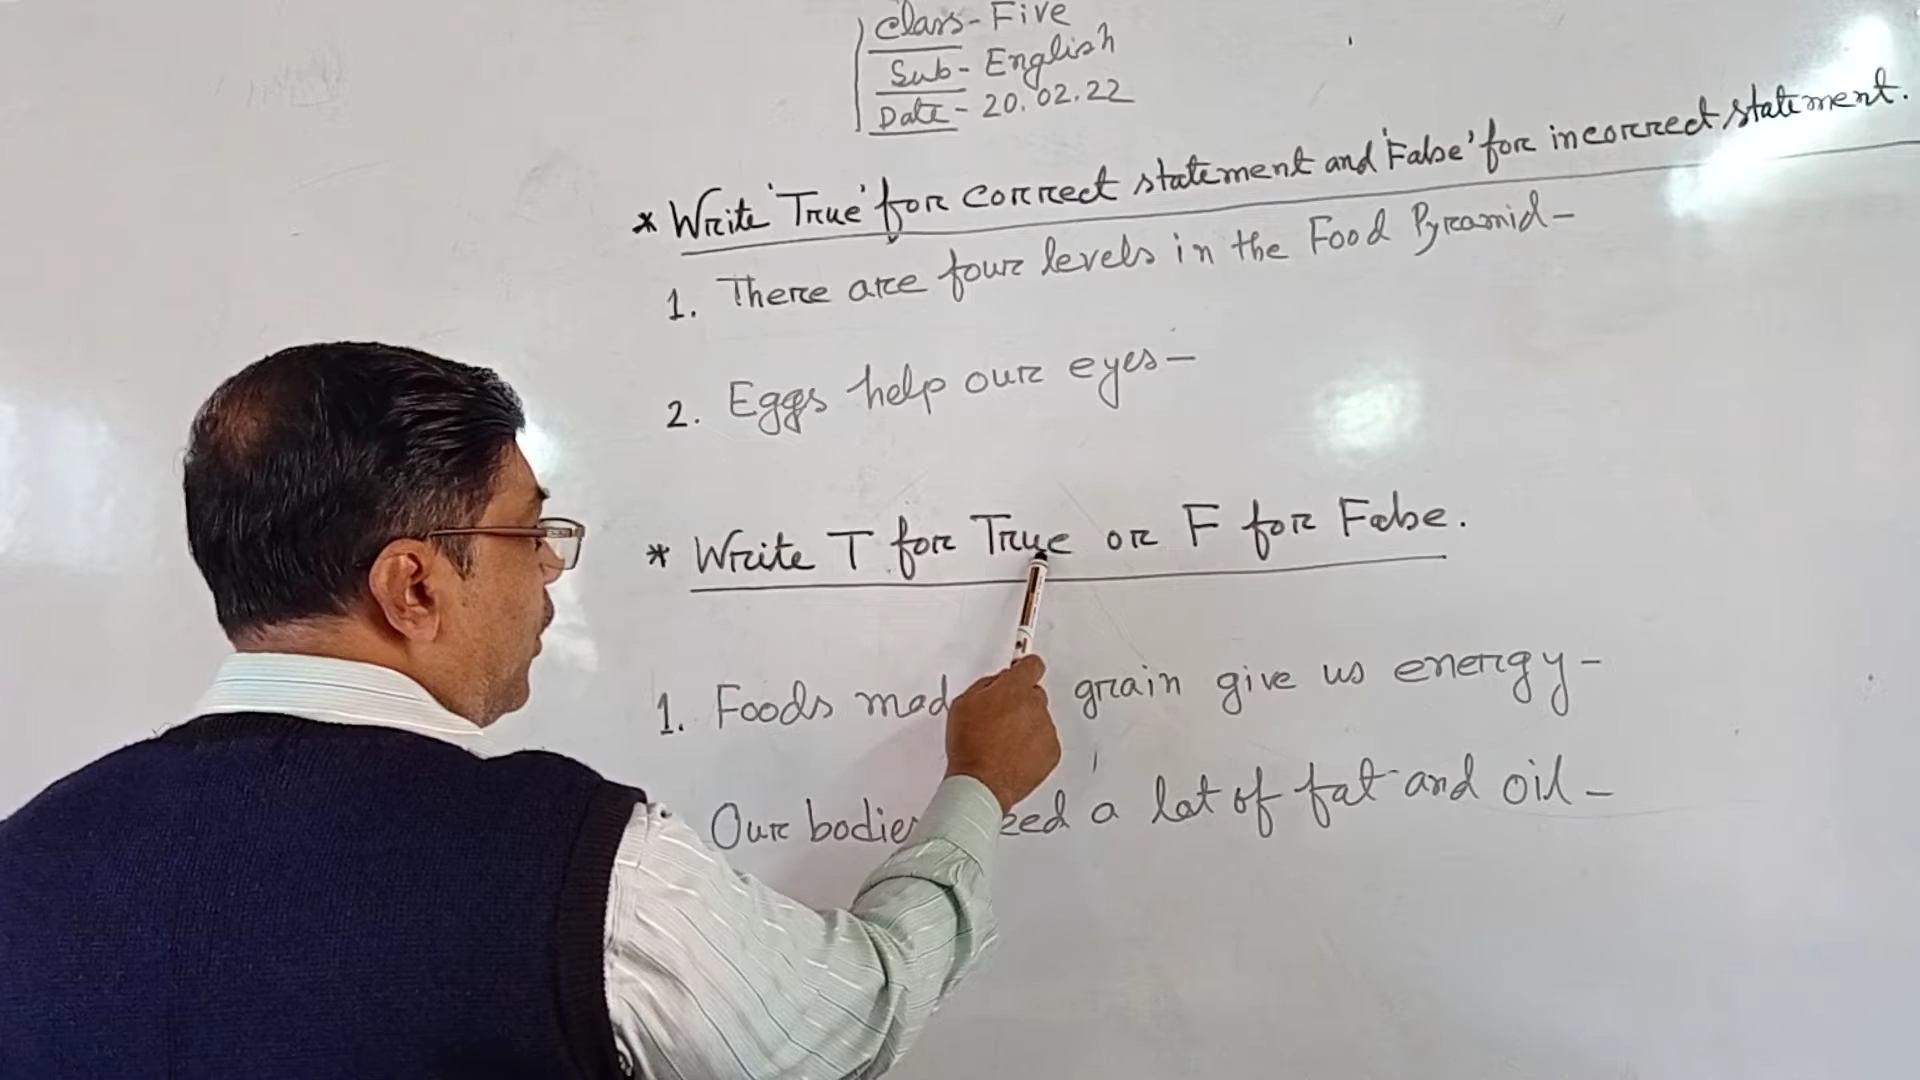 Class - Five
Sub - English
Date - 20.02.22
* Write 'True' for correct statement and 'False' for incorrect statement.
1. There are four levels in the Food Pyramid -
2. Eggs help our eyes -
* Write T for True or F for False.
1. Foods mad grain give us energy -
Our bodies eed a lot of fat and oil -